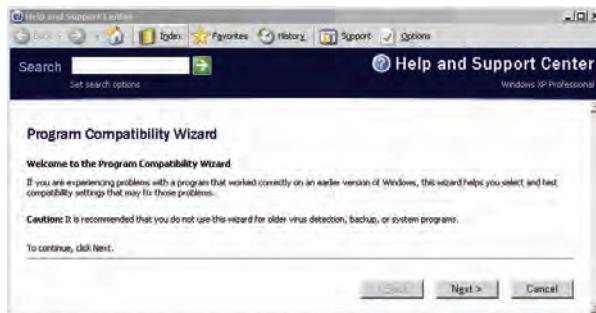 Help and Support Center
Back Index Favorites History Support Options
Search Help and Support Center
Set search options Windows XP Professional
Program Compatibility Wizard
Welcome to the Program Compatibility Wizard
If you are experiencing problems with a program that worked correctly on an earlier version of Windows, this wizard helps you select and test
compatibility settings that may fix those problems.
Caution: It is recommended that you do not use this wizard for older virus detection, backup, or system programs.
To continue, click Next.
< Back Next > Cancel